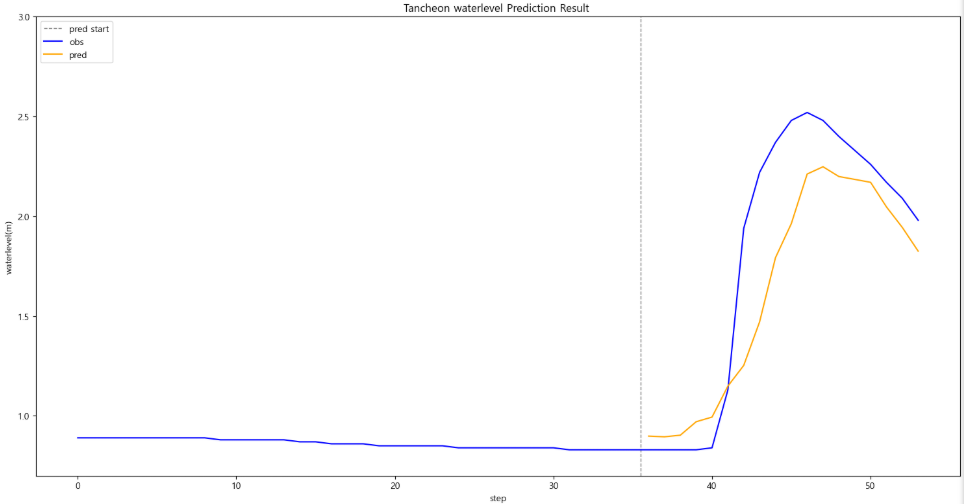 Tancheon waterlevel Prediction Result
pred start
obs
pred
3.0
2.5
2.0
1.5
1.0
waterlevel(m)
0 10 20 30 40 50
step